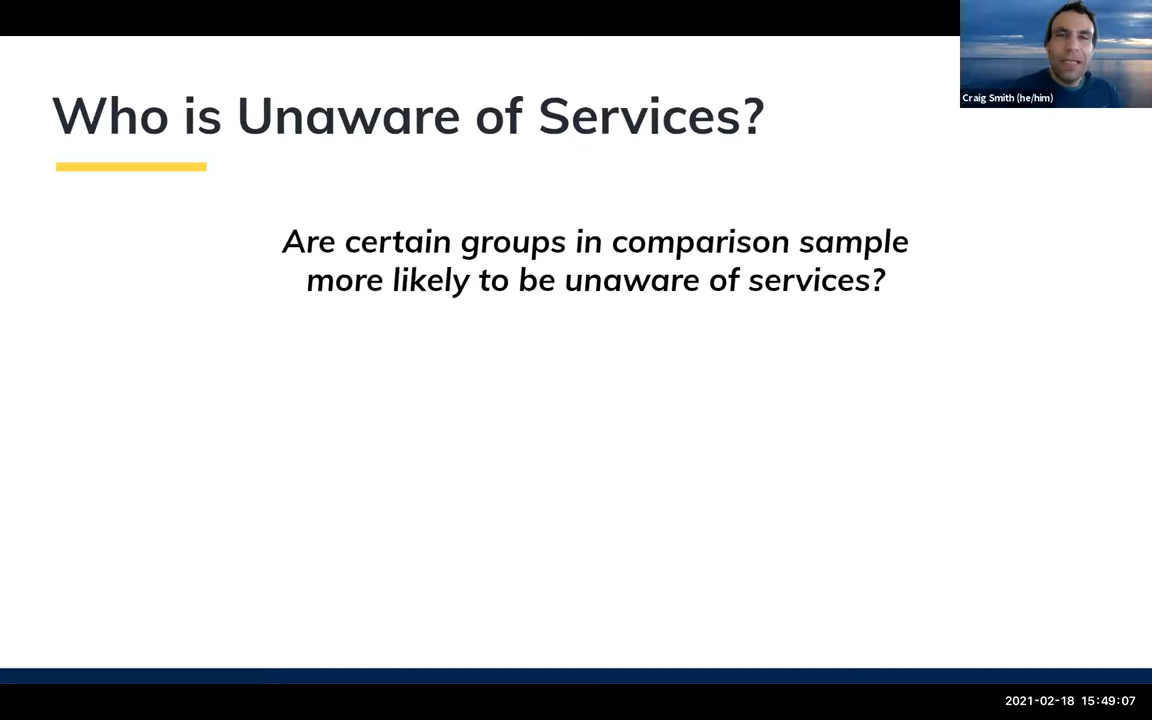 Who is Unaware of Services?
Are certain groups in comparison sample
more likely to be unaware of services?
Craig Smith (he/him)
2021-02-18 15:49:07